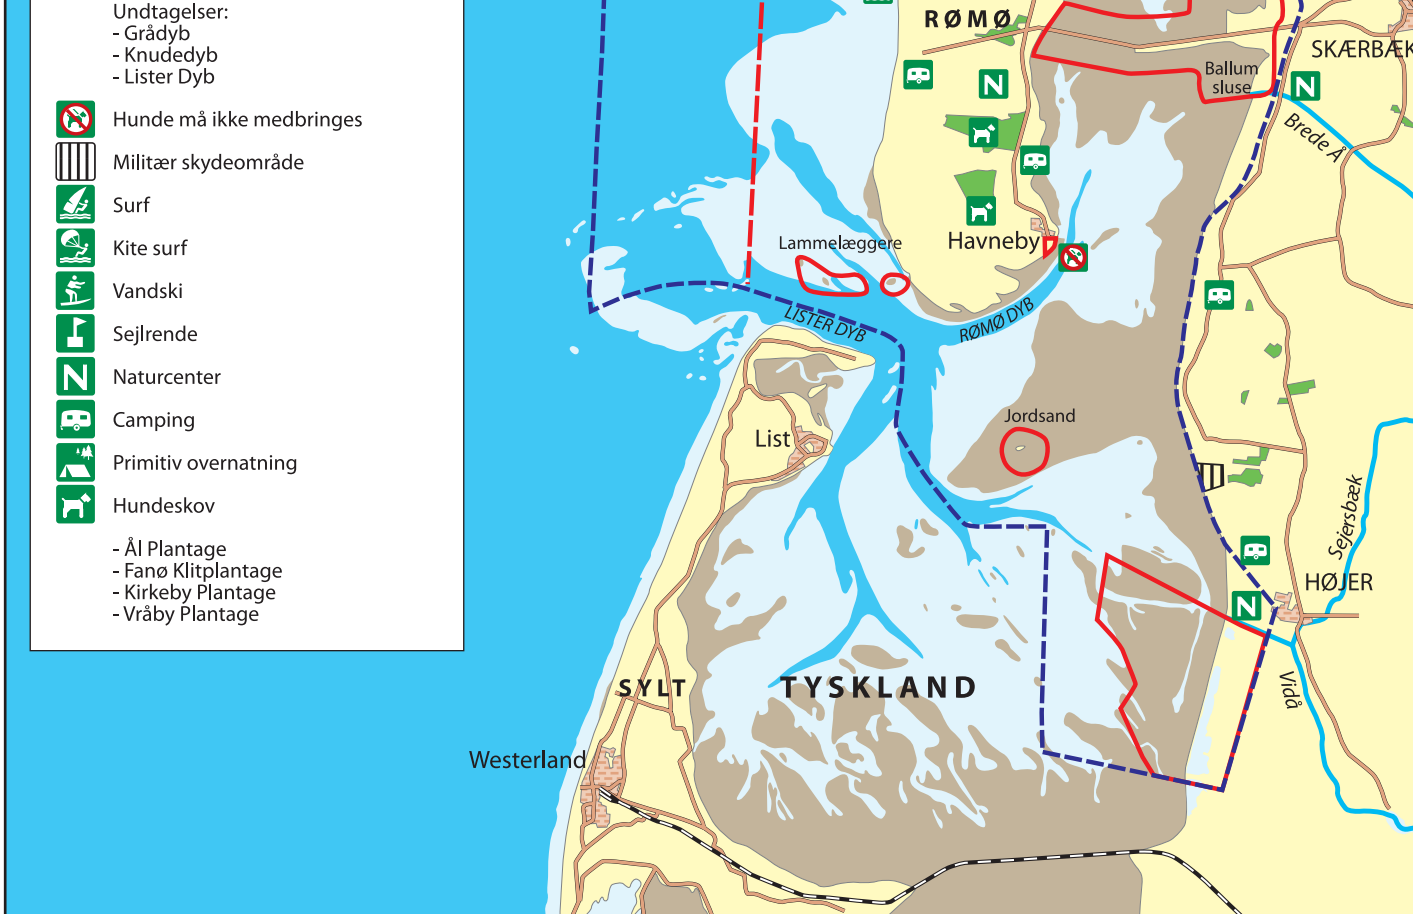 Undtagelser:
- Grådyb
- Knudedyb
- Lister Dyb
Hunde må ikke medbringes
Militær skydeområde
Surf
Kite surf
Vandski
Sejlrende
N Naturcenter
Camping
Primitiv overnatning
Hundeskov
- Ål Plantage
- Fanø Klitplantage
- Kirkeby Plantage
- Vråby Plantage
RØMØ
SKÆRBÆK
Ballum
sluse
N
N
Brede Å
Lammelæggere
Havneby
LISTER DYB
RØMØ DYB
Jordsand
List
Sejersbæk
HØJER
N
SYLT
TYSKLAND
Vidå
Westerland